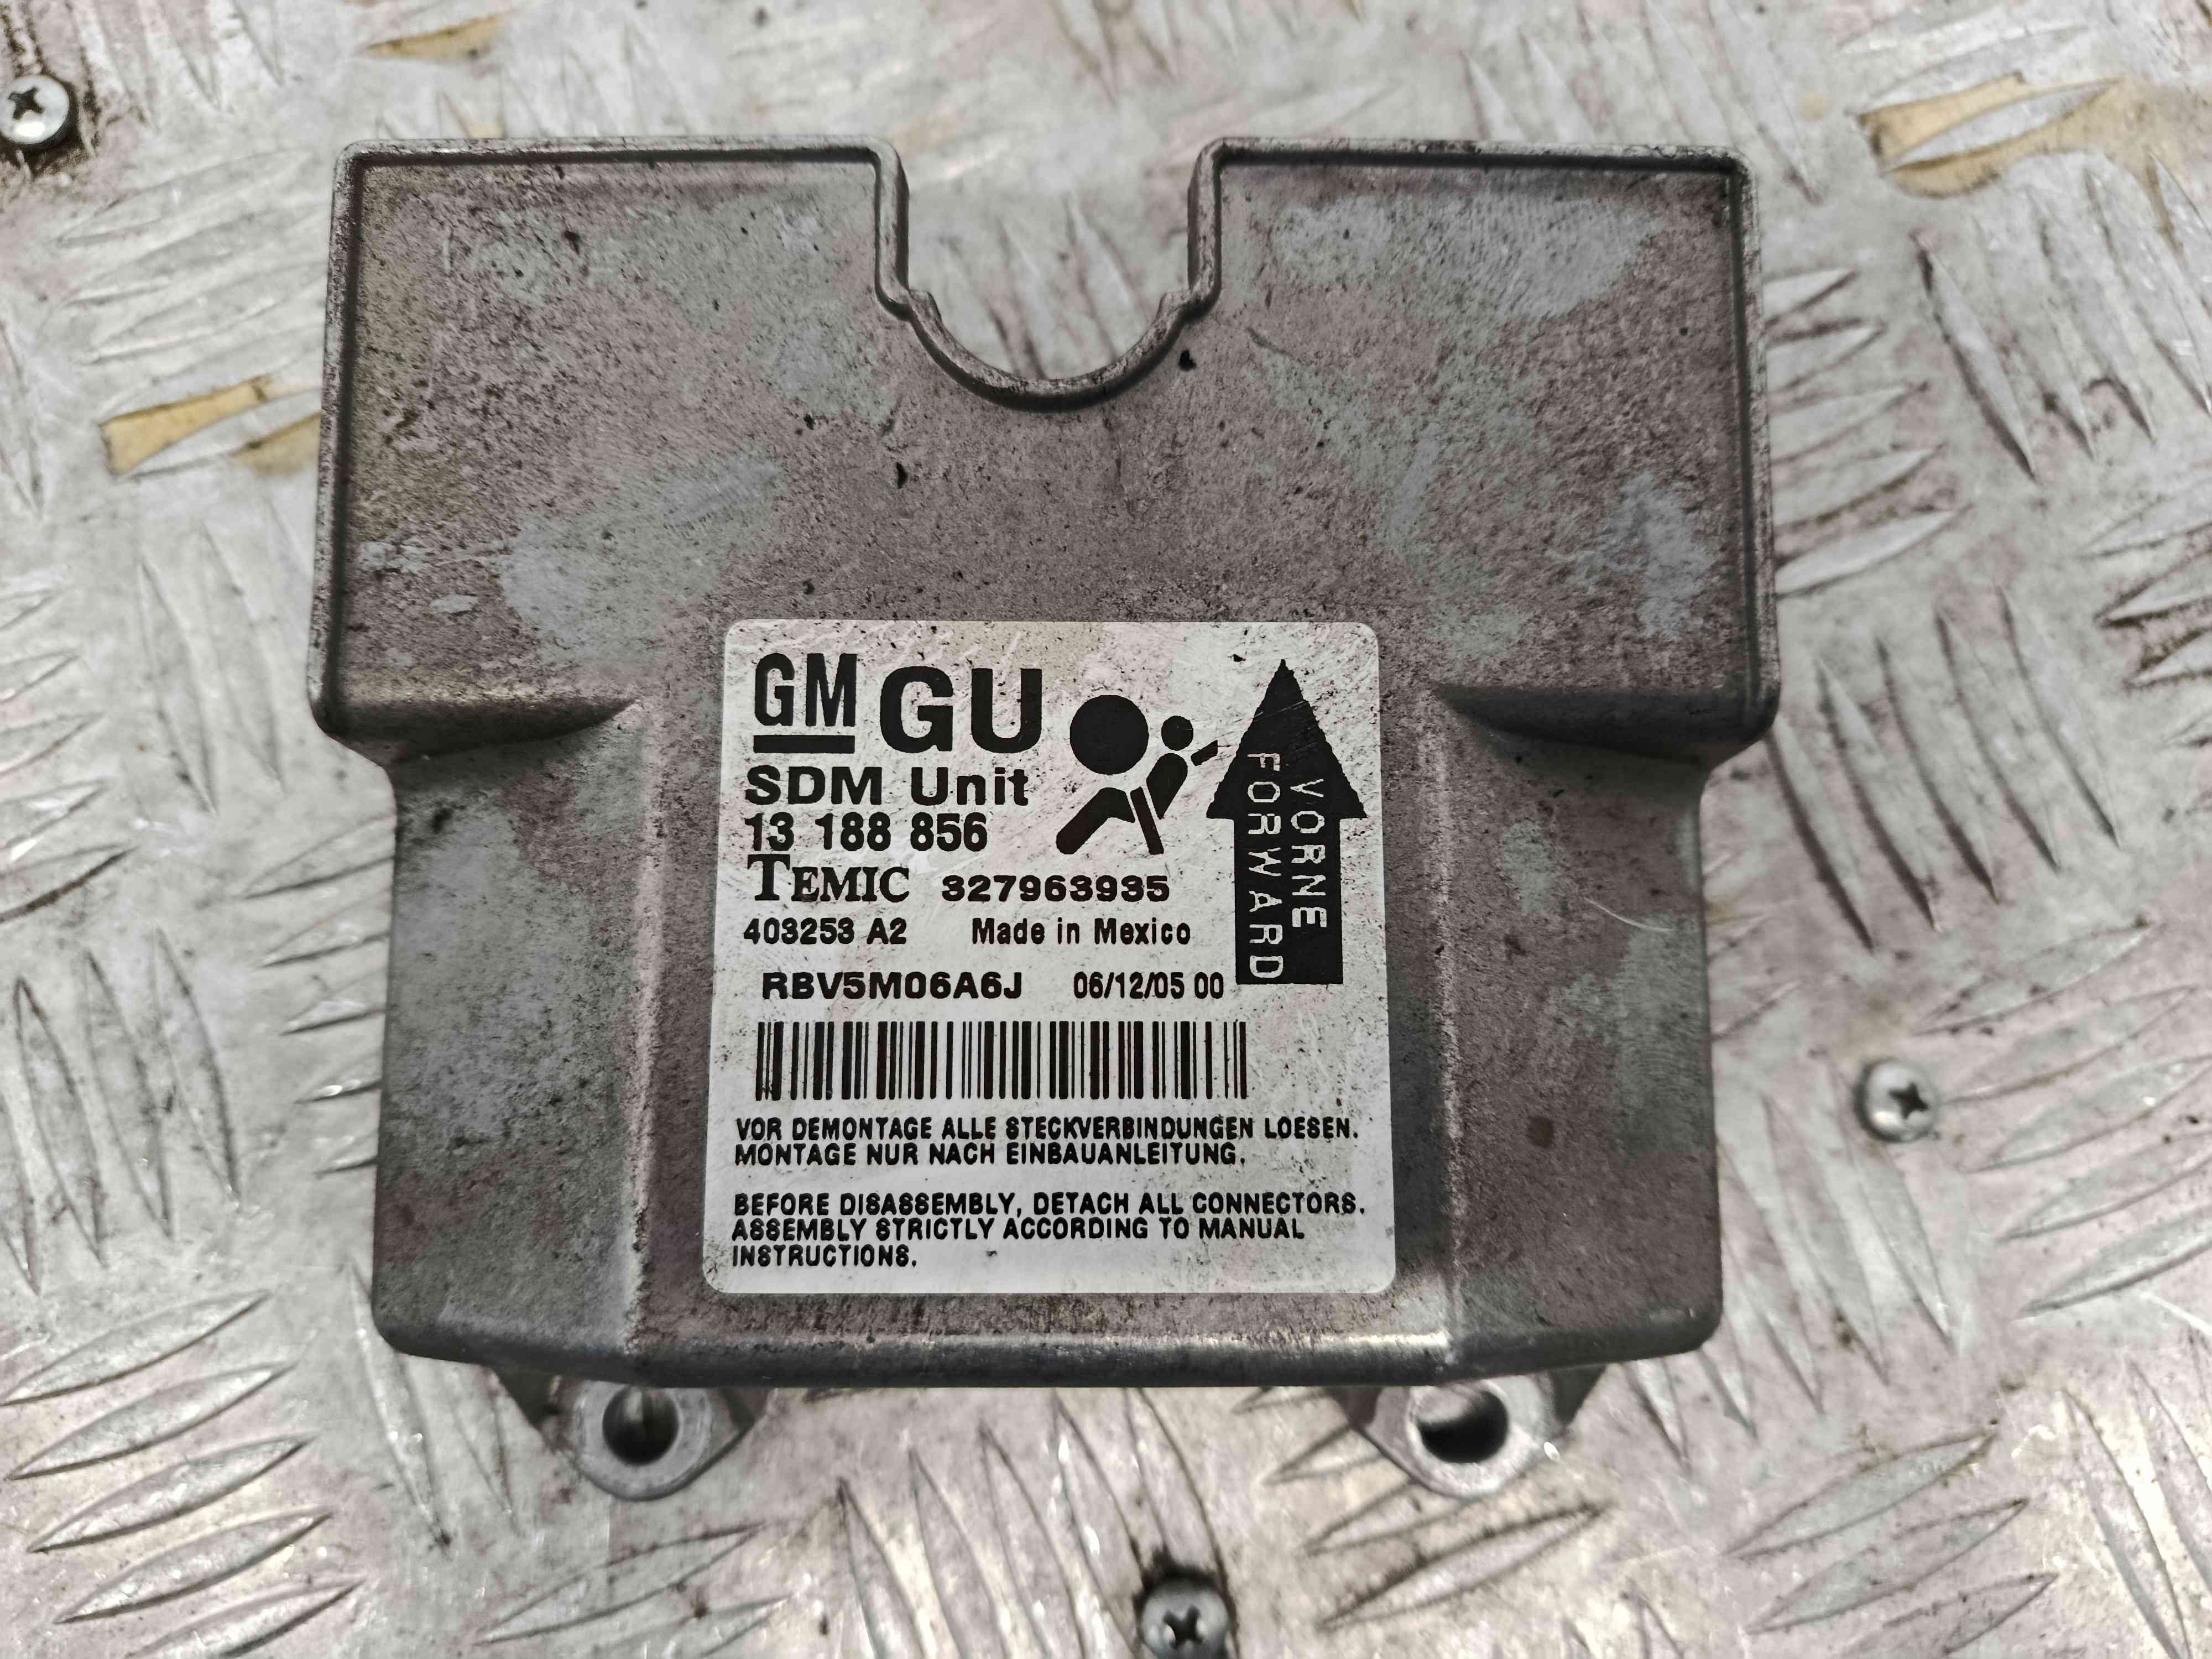 GM GU
SDM Unit
13 188 856
TEMIC 327963935
403253 A2 Made in Mexico
RBV5M06A6J 06/12/05 00
VORNE
FORWARD
VOR DEMONTAGE ALLE STECKVERBINDUNGEN LOESEN.
MONTAGE NUR NACH EINBAUANLEITUNG.
BEFORE DISASSEMBLY, DETACH ALL CONNECTORS.
ASSEMBLY STRICTLY ACCORDING TO MANUAL
INSTRUCTIONS.